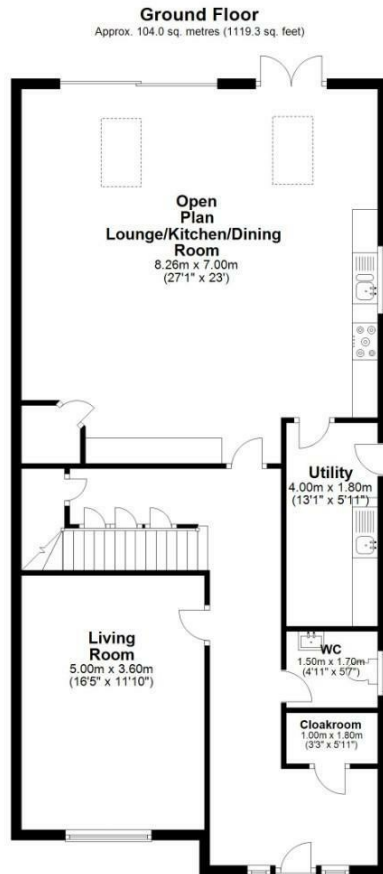 Ground Floor
Approx. 104.0 sq. metres (1119.3 sq. feet)
Open
Plan
Lounge/Kitchen/Dining
Room
8.26m x 7.00m
(27'1" x 23')
Utility
4.00m x 1.80m
(13'1" x 5'11")
Living
Room
5.00m x 3.60m
(16'5" x 11'10")
WC
1.50m x 1.70m
(4'11" x 5'7")
Cloakroom
1.00m x 1.80m
(3'3" x 5'11")